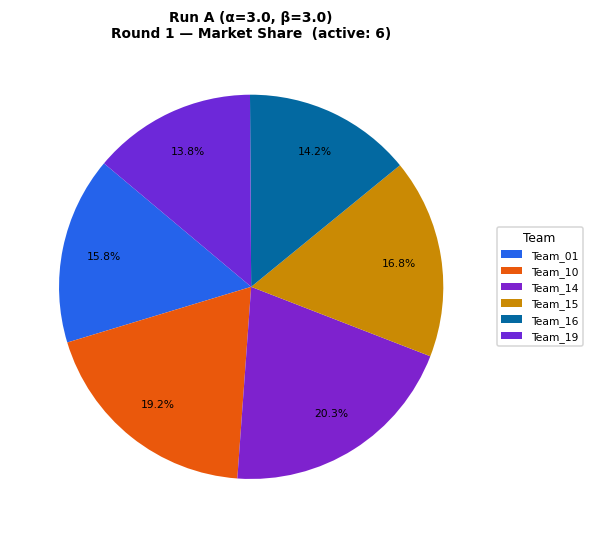 Run A (α=3.0, β=3.0)
Round 1 — Market Share  (active: 6)
13.8%
14.2%
15.8%
16.8%
19.2%
20.3%
Team
Team_01
Team_10
Team_14
Team_15
Team_16
Team_19